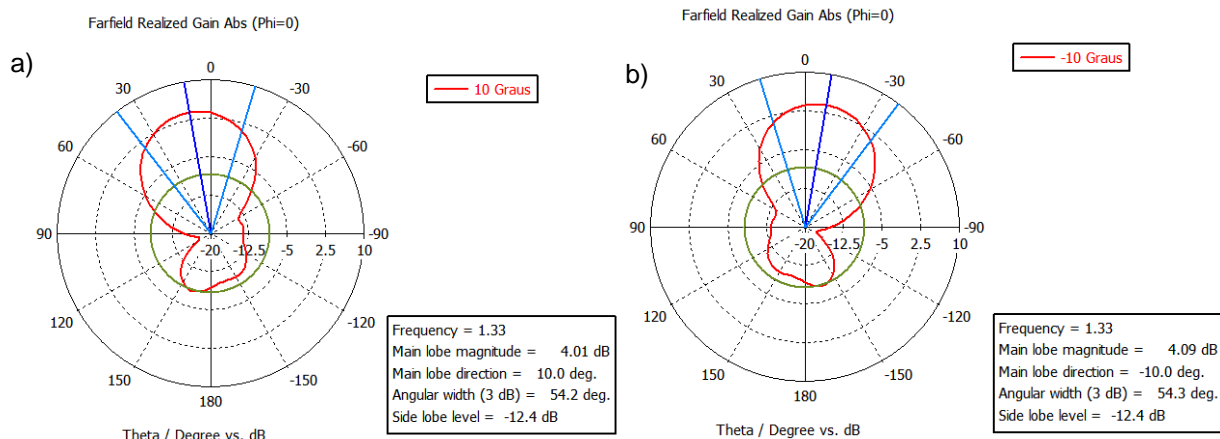 Farfield Realized Gain Abs (Phi=0)
a)
10 Graus
0
30
-30
60
-60
90
-20
-12.5
-5
2.5
10
-90
120
-120
150
-150
180
Frequency = 1.33
Main lobe magnitude = 4.01 dB
Main lobe direction = 10.0 deg.
Angular width (3 dB) = 54.2 deg.
Side lobe level = -12.4 dB
Theta / Degree vs. dB
Farfield Realized Gain Abs (Phi=0)
b)
-10 Graus
0
30
-30
60
-60
90
-20
-12.5
-5
2.5
10
-90
120
-120
150
-150
180
Frequency = 1.33
Main lobe magnitude = 4.09 dB
Main lobe direction = -10.0 deg.
Angular width (3 dB) = 54.3 deg.
Side lobe level = -12.4 dB
Theta / Degree vs. dB